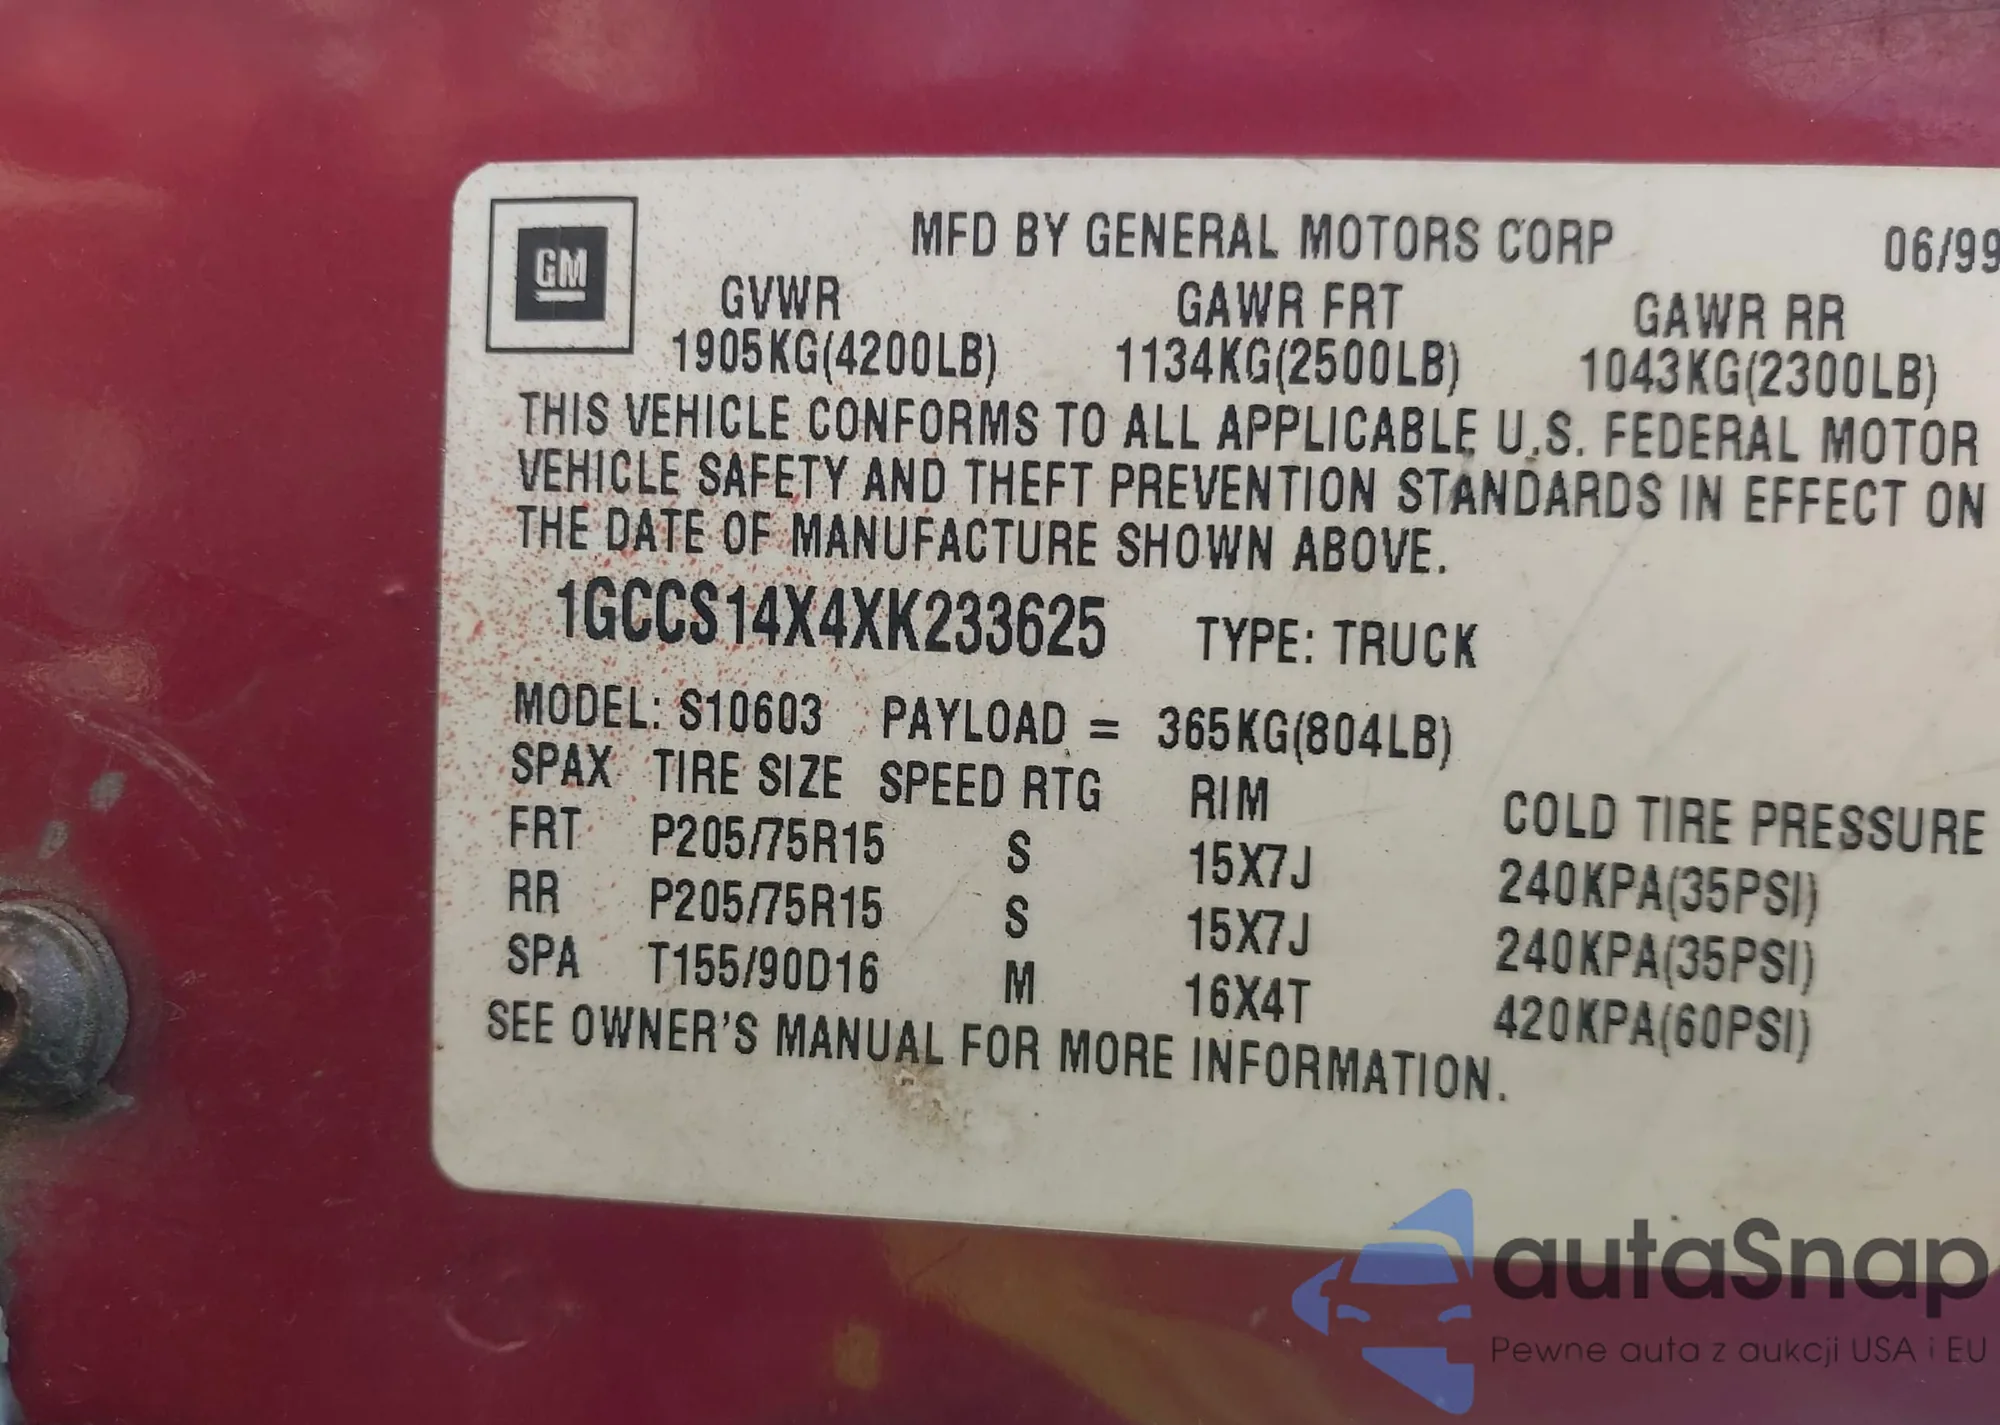 GM
MFD BY GENERAL MOTORS CORP 06/99
GVWR GAWR FRT GAWR RR
1905KG(4200LB) 1134KG(2500LB) 1043KG(2300LB)
THIS VEHICLE CONFORMS TO ALL APPLICABLE U.S. FEDERAL MOTOR
VEHICLE SAFETY AND THEFT PREVENTION STANDARDS IN EFFECT ON
THE DATE OF MANUFACTURE SHOWN ABOVE.
1GCCS14X4XK233625 TYPE: TRUCK
MODEL: S10603 PAYLOAD = 365KG(804LB)
SPAX TIRE SIZE SPEED RTG RIM COLD TIRE PRESSURE
FRT P205/75R15 S 15X7J 240KPA(35PSI)
RR P205/75R15 S 15X7J 240KPA(35PSI)
SPA T155/90D16 M 16X4T 420KPA(60PSI)
SEE OWNER'S MANUAL FOR MORE INFORMATION.
autaSnap
Pewne auta z aukcji USA i EU